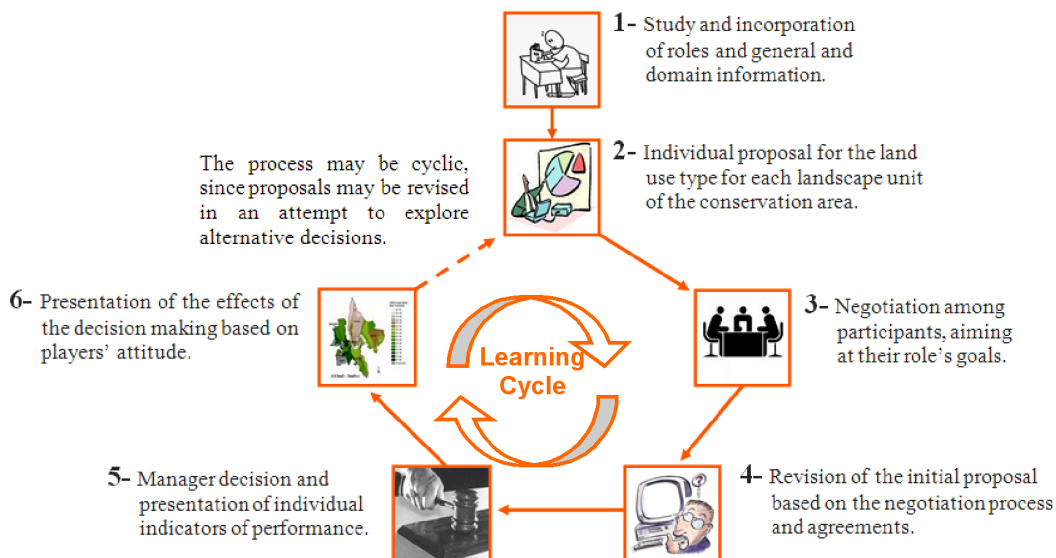 1- Study and incorporation
of roles and general and
domain information.
2- Individual proposal for the land
use type for each landscape unit
of the conservation area.
The process may be cyclic,
since proposals may be revised
in an attempt to explore
alternative decisions.
3- Negotiation among
participants, aiming
at their role's goals.
6- Presentation of the effects of
the decision making based on
players' attitude.
Learning
Cycle
4- Revision of the initial proposal
based on the negotiation process
and agreements.
5- Manager decision and
presentation of individual
indicators of performance.
?